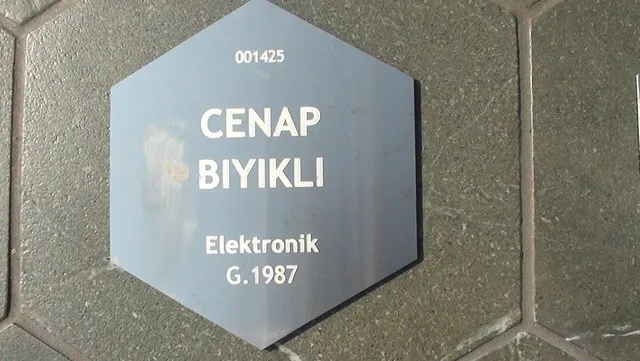 001425
CENAP
BIYIKLI
Elektronik
G.1987